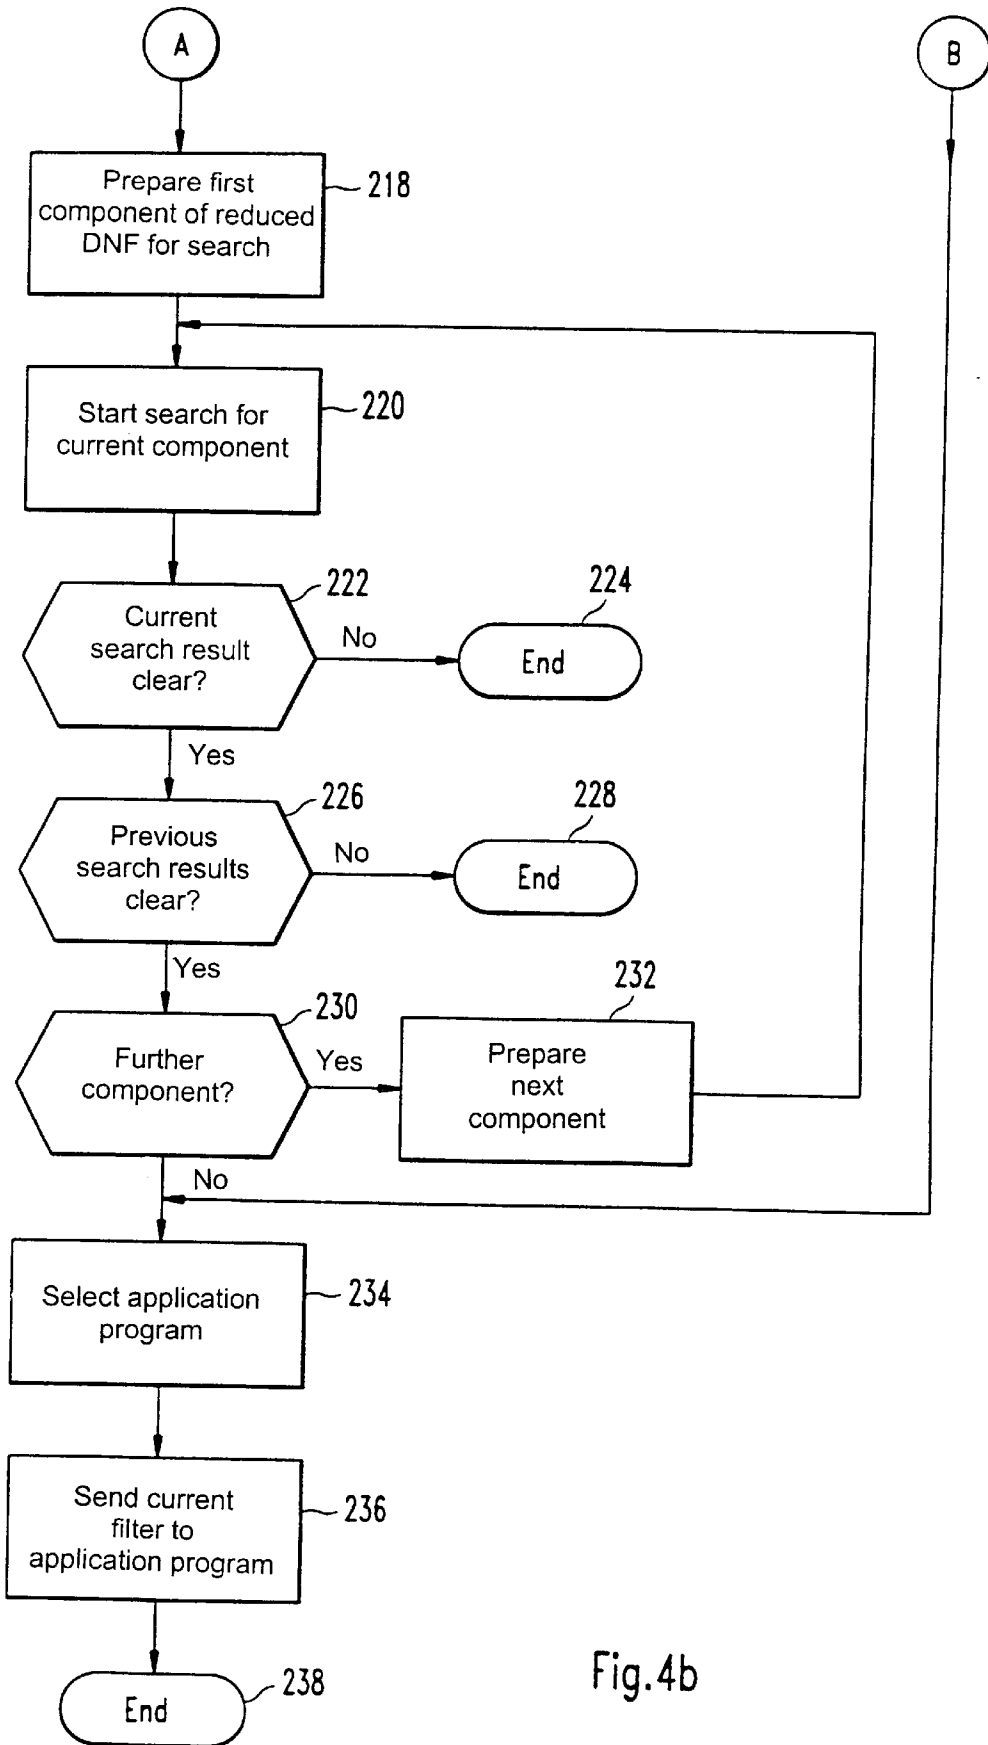 A
B
Prepare first
component of reduced
DNF for search
218
Start search for
current component
220
222
Current
search result
clear?
No
224
End
Yes
226
Previous
search results
clear?
No
228
End
Yes
230
Further
component?
Yes
232
Prepare
next
component
No
Select application
program
234
Send current
filter to
application program
236
End
238
Fig.4b